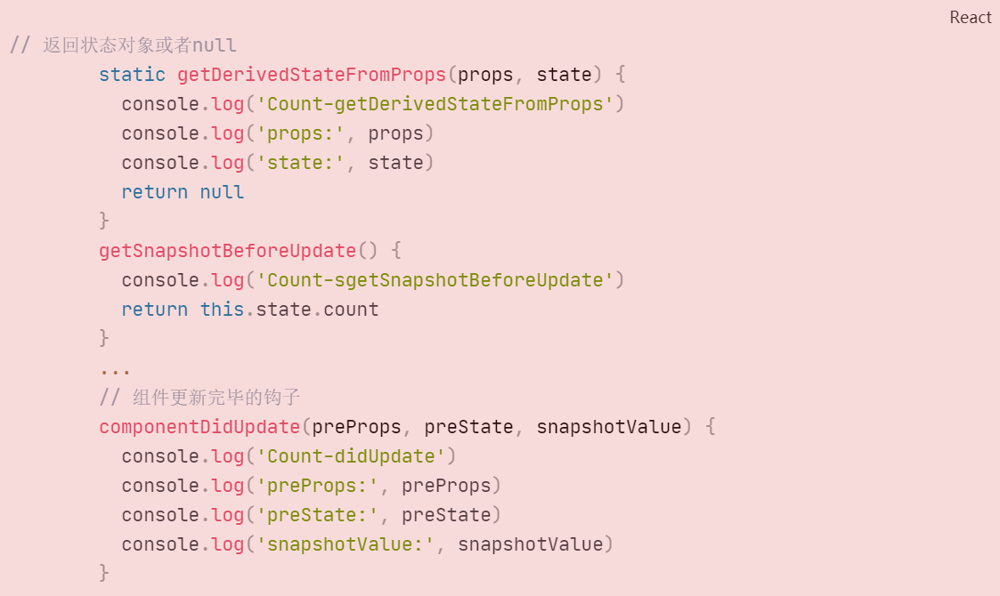 React
// 返回状态对象或者null
static getDerivedStateFromProps(props, state) {
console.log('Count-getDerivedStateFromProps')
console.log('props:', props)
console.log('state:', state)
return null
}
getSnapshotBeforeUpdate() {
console.log('Count-sgetSnapshotBeforeUpdate')
return this.state.count
}
...
// 组件更新完毕的钩子
componentDidUpdate(preProps, preState, snapshotValue) {
console.log('Count-didUpdate')
console.log('preProps:', preProps)
console.log('preState:', preState)
console.log('snapshotValue:', snapshotValue)
}